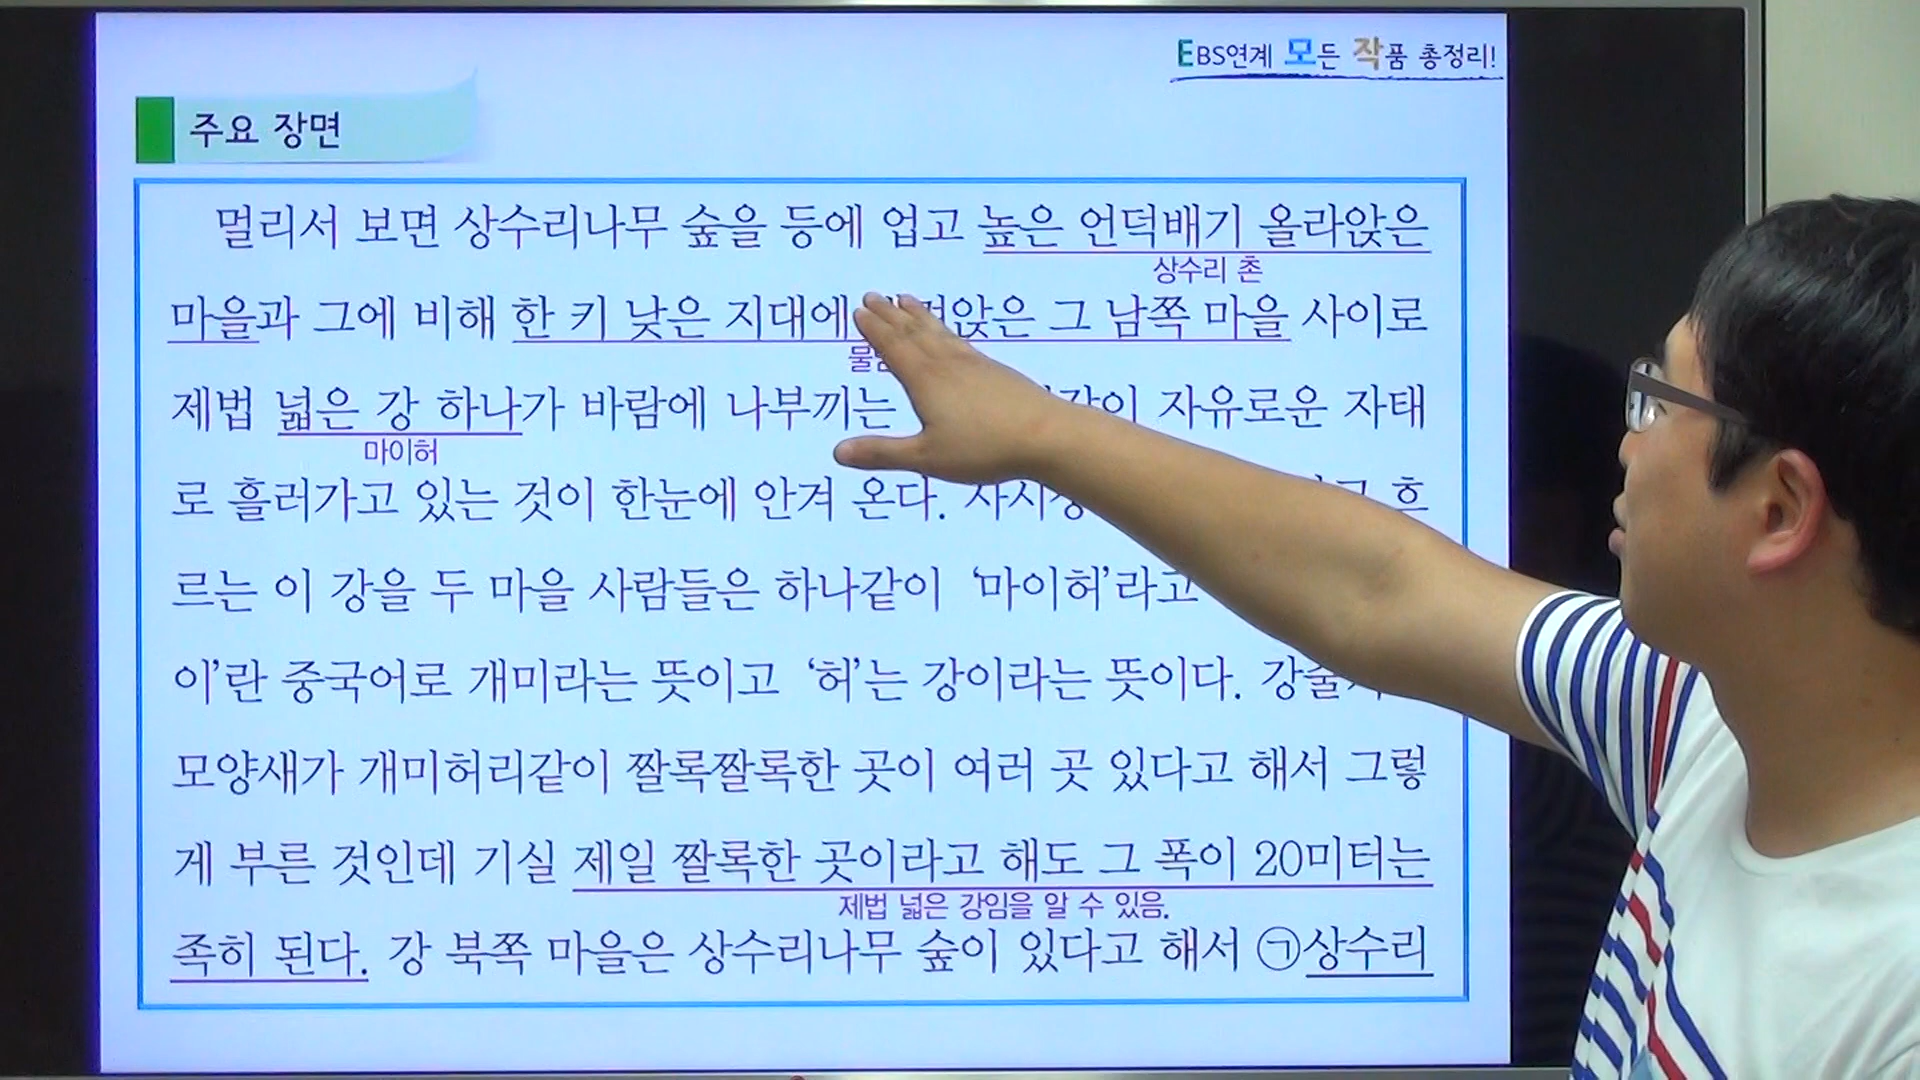 EBS연계 모든 작품 총정리!
주요 장면
멀리서 보면 상수리나무 숲을 등에 업고 높은 언덕배기 올라앉은
상수리 촌
마을과 그에 비해 한 키 낮은 지대에 그 남쪽 마을 사이로
제법 넓은 강 하나가 바람에 나부끼는 자유로운 자태
마이허
로 흘러가고 있는 것이 한눈에 안겨 온다. 흐
르는 이 강을 두 마을 사람들은 하나같이 ‘마이허’라고
이’란 중국어로 개미라는 뜻이고 ‘허’는 강이라는 뜻이다.
모양새가 개미허리같이 짤록짤록한 곳이 여러 곳 있다고 해서 그렇
게 부른 것인데 기실 제일 짤록한 곳이라고 해도 그 폭이 20미터는
제법 넓은 강임을 알 수 있음.
족히 된다. 강 북쪽 마을은 상수리나무 숲이 있다고 해서 ㉠상수리